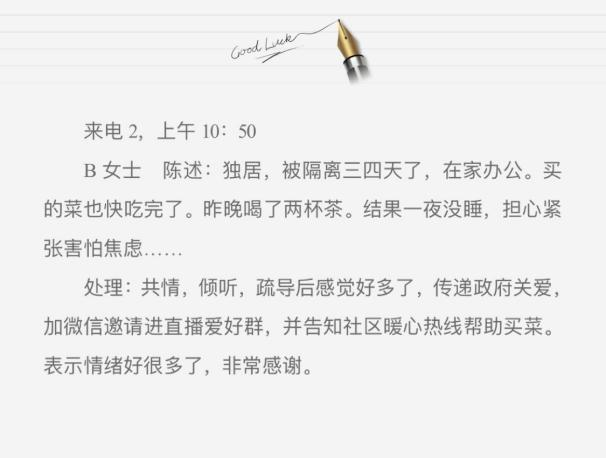 Good Luck
来电 2，上午 10：50
B 女士　陈述：独居，被隔离三四天了，在家办公。买
的菜也快吃完了。昨晚喝了两杯茶。结果一夜没睡，担心紧
张害怕焦虑……
处理：共情，倾听，疏导后感觉好多了，传递政府关爱，
加微信邀请进直播爱好群，并告知社区暖心热线帮助买菜。
表示情绪好很多了，非常感谢。